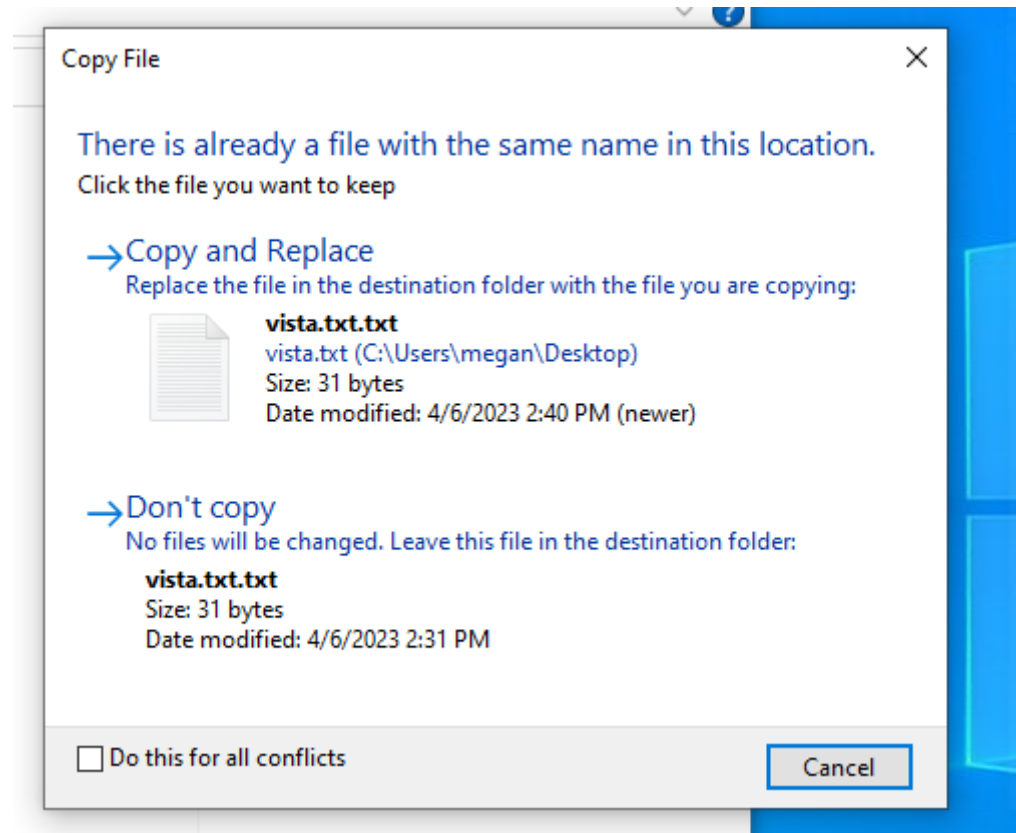 ?
Copy File
There is already a file with the same name in this location.
Click the file you want to keep
Copy and Replace
Replace the file in the destination folder with the file you are copying:
vista.txt.txt
vista.txt (C:\Users\megan\Desktop)
Size: 31 bytes
Date modified: 4/6/2023 2:40 PM (newer)
Don't copy
No files will be changed. Leave this file in the destination folder:
vista.txt.txt
Size: 31 bytes
Date modified: 4/6/2023 2:31 PM
Do this for all conflicts
Cancel